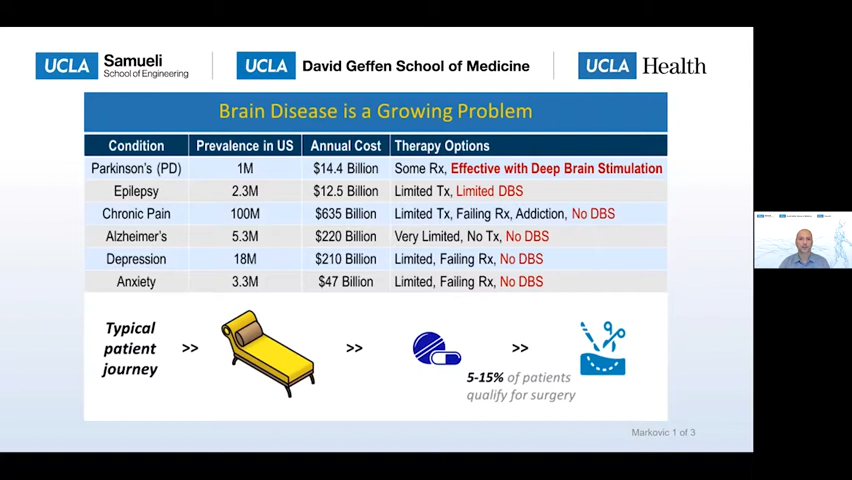 UCLA Samueli School of Engineering
UCLA David Geffen School of Medicine
UCLA Health
Brain Disease is a Growing Problem
Condition Prevalence in US Annual Cost Therapy Options
Parkinson's (PD) 1M $14.4 Billion Some Rx, Effective with Deep Brain Stimulation
Epilepsy 2.3M $12.5 Billion Limited Tx, Limited DBS
Chronic Pain 100M $635 Billion Limited Tx, Failing Rx, Addiction, No DBS
Alzheimer's 5.3M $220 Billion Very Limited, No Tx, No DBS
Depression 18M $210 Billion Limited, Failing Rx, No DBS
Anxiety 3.3M $47 Billion Limited, Failing Rx, No DBS
Typical
patient
journey
>> >> >>
5-15% of patients
qualify for surgery
Markovic 1 of 3